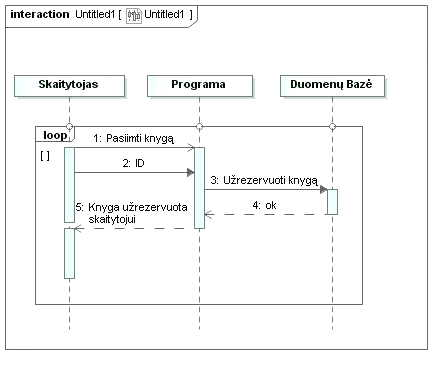 interaction Untitled1 [ Untitled1 ]
Skaitytojas
Programa
Duomenų Bazė
loop
1: Pasiimti knygą
[ ]
2: ID
3: Užrezervuoti knygą
4: ok
5: Knyga užrezervuota
skaitytojui